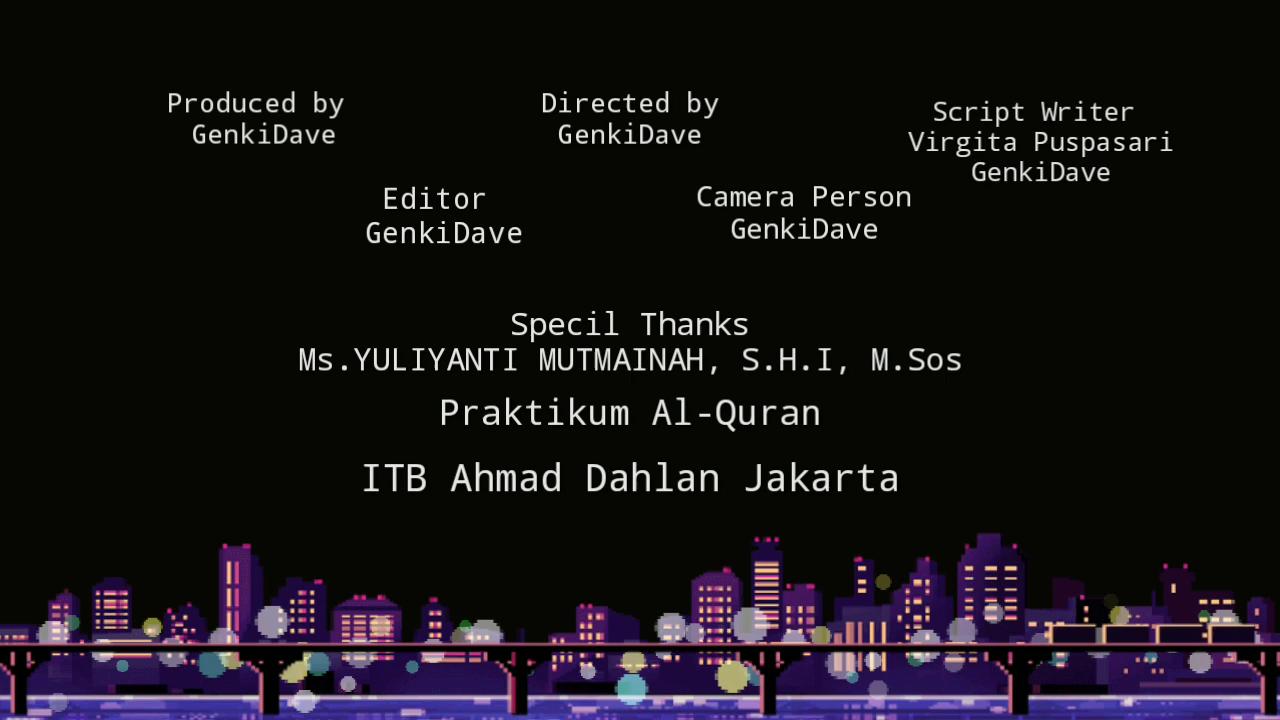 Produced by
GenkiDave
Directed by
GenkiDave
Script Writer
Virgita Puspasari
GenkiDave
Editor
GenkiDave
Camera Person
GenkiDave
Specil Thanks
Ms.YULIYANTI MUTMAINAH, S.H.I, M.Sos
Praktikum Al-Quran
ITB Ahmad Dahlan Jakarta